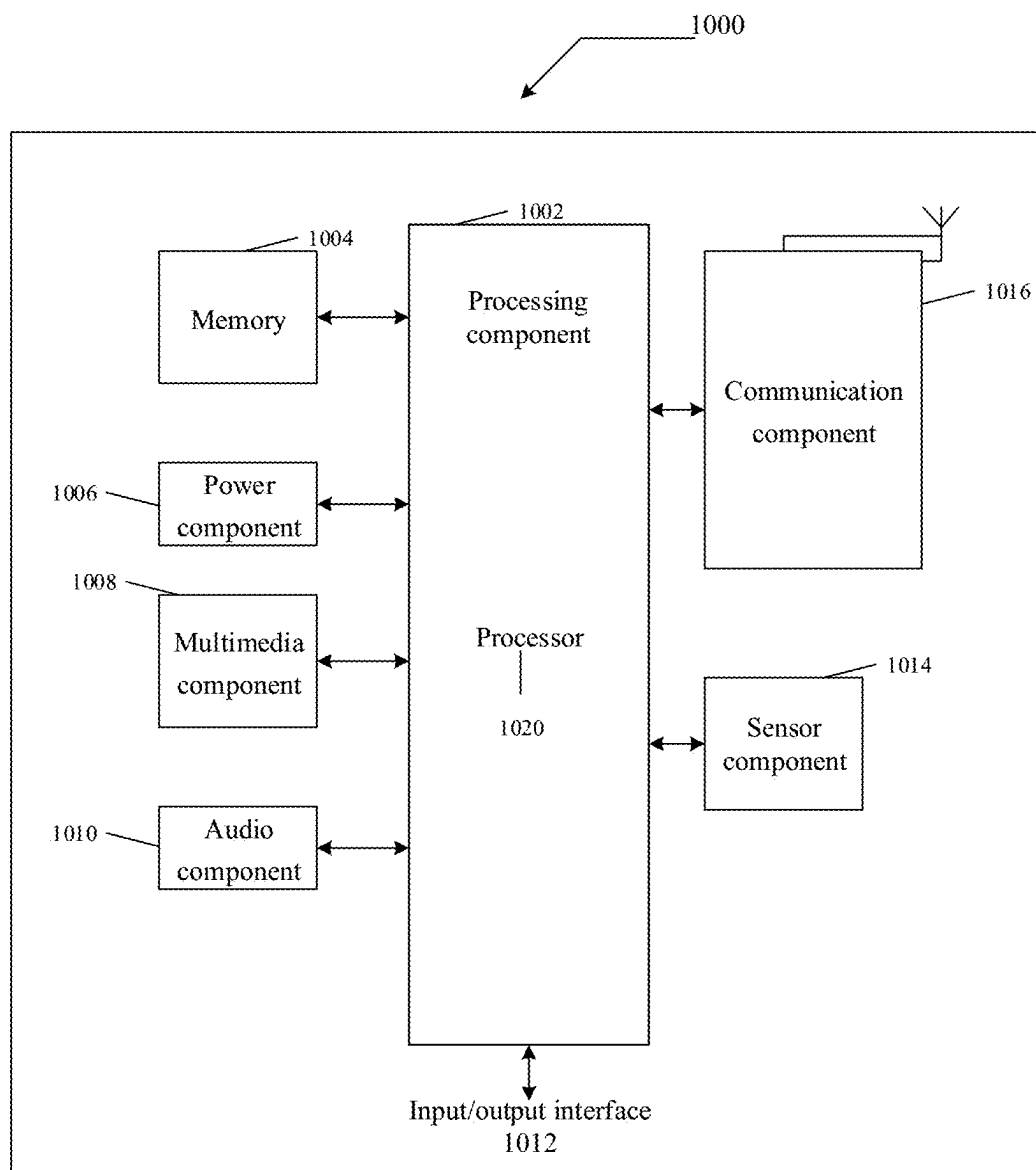 1000
1002
1004
Memory
Processing
component
1016
Communication
component
1006
Power
component
1008
Multimedia
component
Processor
1020
1014
Sensor
component
1010
Audio
component
Input/output interface
1012